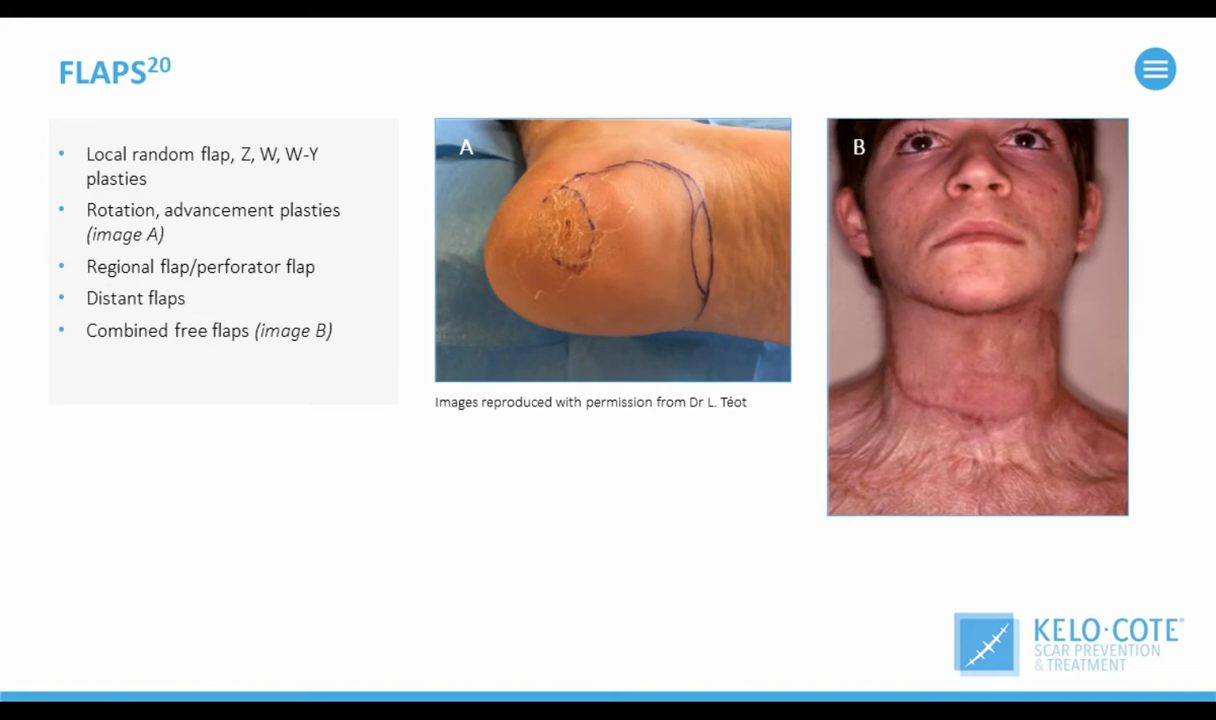 FLAPS20
• Local random flap, Z, W, W-Y
plasties
• Rotation, advancement plasties
(image A)
• Regional flap/perforator flap
• Distant flaps
• Combined free flaps (image B)
A
B
Images reproduced with permission from Dr L. Téot
KELO·COTE®
SCAR PREVENTION
& TREATMENT